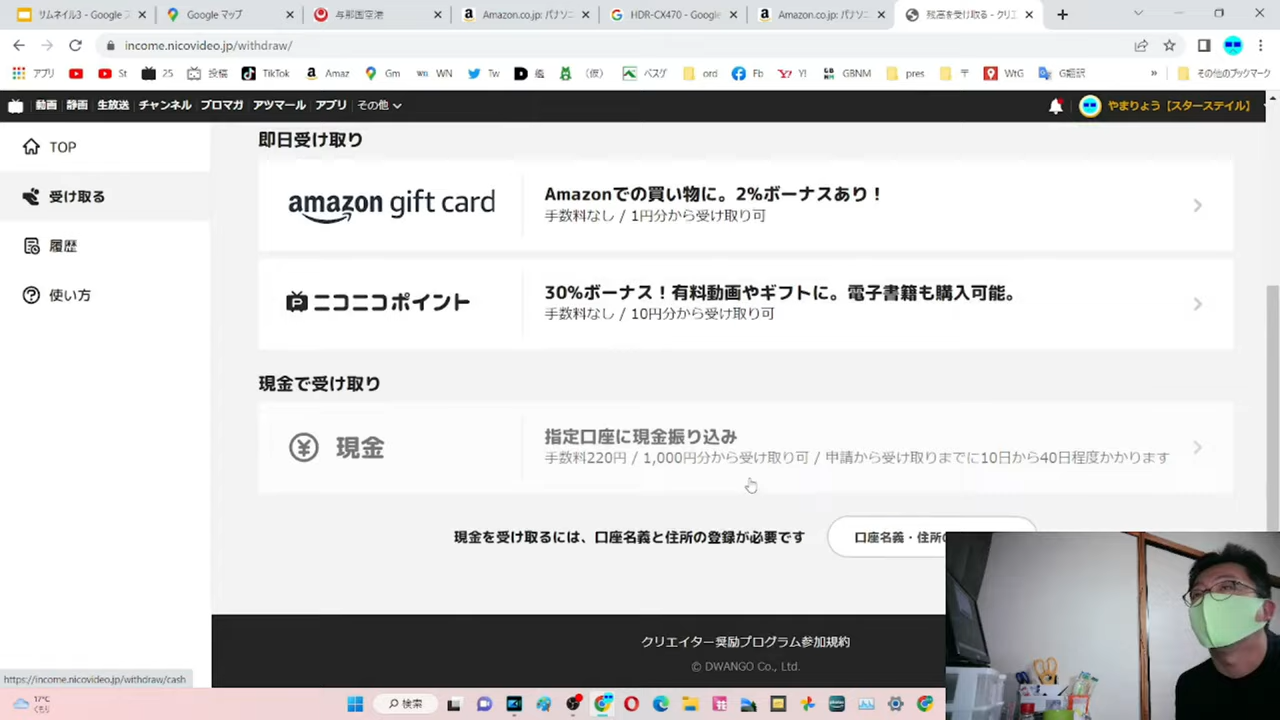 サムネイル3 - Google ス
Google マップ
与那国空港
Amazon.co.jp: パナソニ
HDR-CX470 - Google
Amazon.co.jp: パナソニ
残高を受け取る - クリエ
income.nicovideo.jp/withdraw/
アプリ
St
25
投稿
TikTok
Amaz
Gm
WN
Tw
艦
(仮)
ベスグ
ord
Fb
Y!
GBNM
pres
〒
WtG
G翻訳
»
その他のブックマーク
動画 静画 生放送 チャンネル ブロマガ アツマール アプリ その他
やまりょう【スターステイル】
TOP
受け取る
履歴
使い方
即日受け取り
amazon gift card
Amazonでの買い物に。2%ボーナスあり！
手数料なし / 1円分から受け取り可
ニコニコポイント
30%ボーナス！有料動画やギフトに。電子書籍も購入可能。
手数料なし / 10円分から受け取り可
現金で受け取り
現金
指定口座に現金振り込み
手数料220円 / 1,000円分から受け取り可 / 申請から受け取りまでに10日から40日程度かかります
現金を受け取るには、口座名義と住所の登録が必要です
口座名義・住所の
クリエイター奨励プログラム参加規約
© DWANGO Co., Ltd.
https://income.nicovideo.jp/withdraw/cash
17℃
くもり
検索